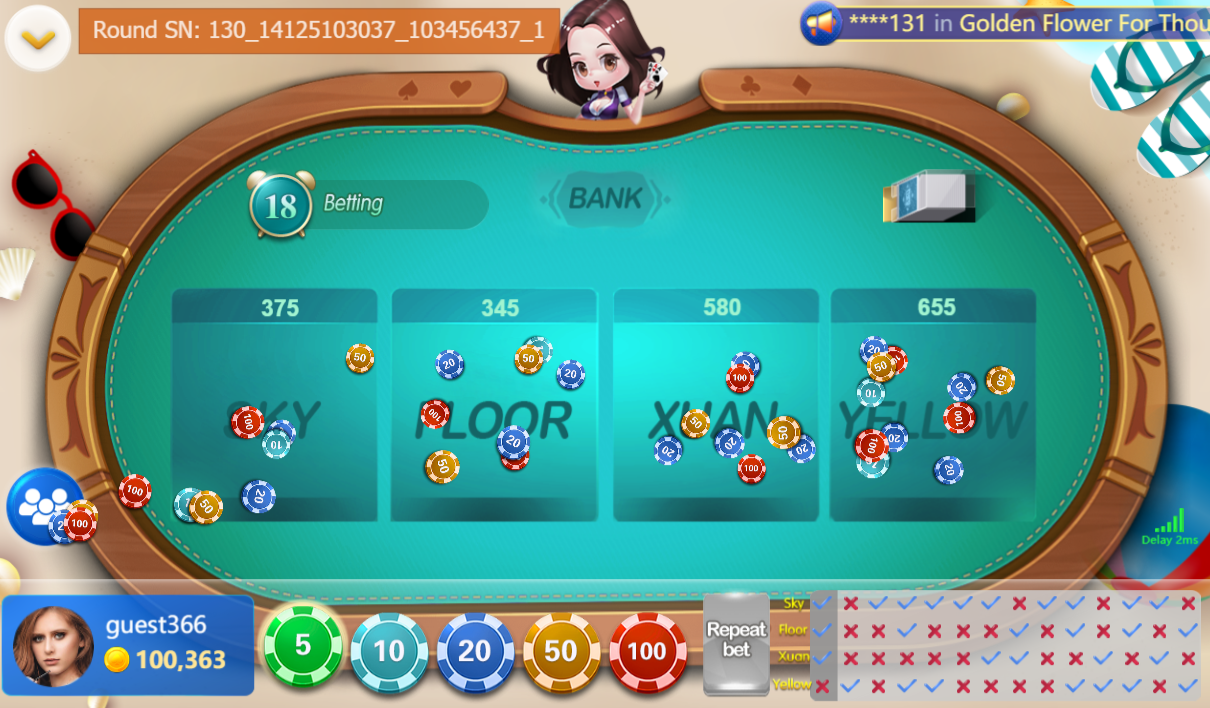 Round SN: 130_14125103037_103456437_1
****131 in Golden Flower For Thou
18 Betting
BANK
375 345 580 655
SKY FLOOR XUAN YELLOW
Delay 2ms
guest366
100,363
5 10 20 50 100
Repeat
bet
Sky
Floor
Xuan
Yellow